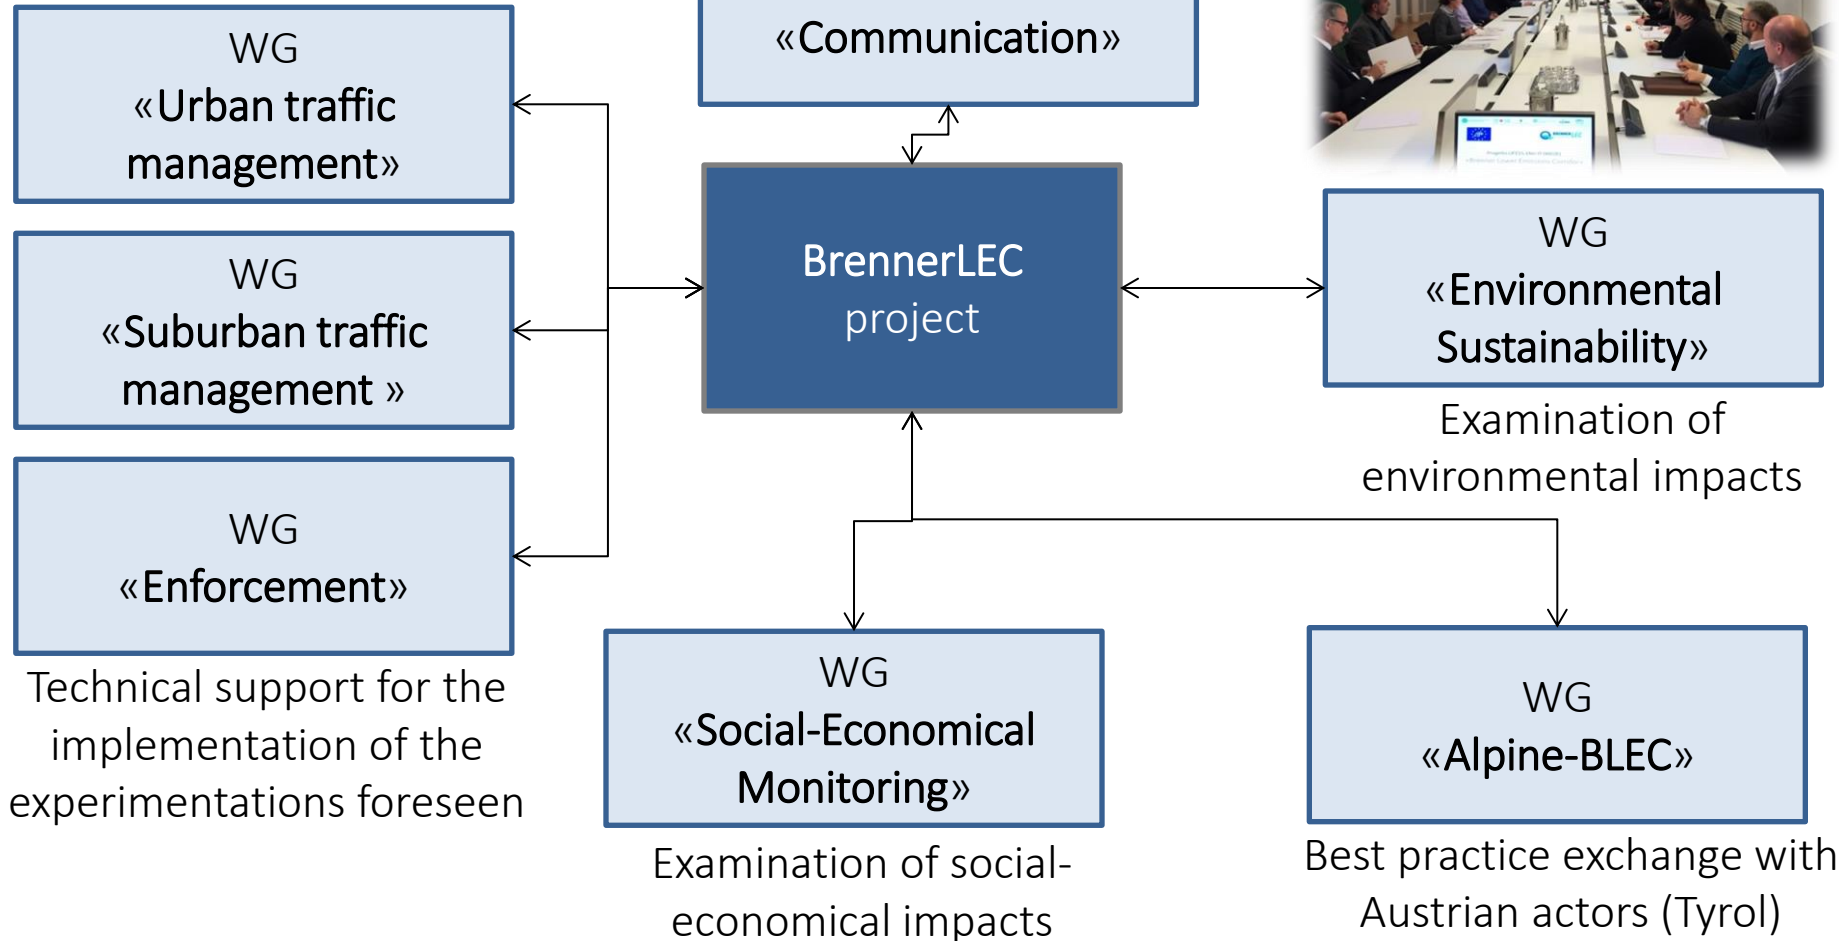 WG
«Urban traffic
management»
«Communication»
WG
«Suburban traffic
management »
BrennerLEC
project
WG
«Environmental
Sustainability»
Examination of
environmental impacts
WG
«Enforcement»
Technical support for the
implementation of the
experimentations foreseen
WG
«Social-Economical
Monitoring»
Examination of social-
economical impacts
WG
«Alpine-BLEC»
Best practice exchange with
Austrian actors (Tyrol)